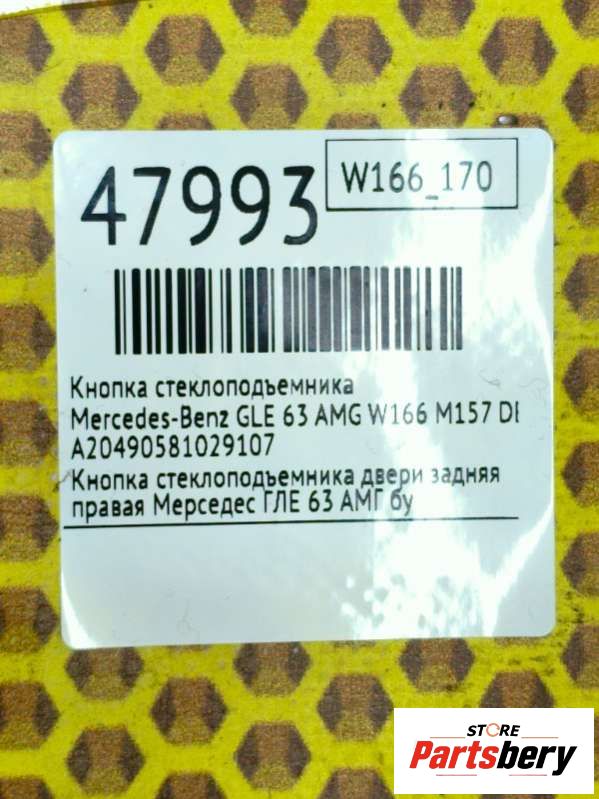 47993
W166_170
Кнопка стеклоподъемника
Mercedes-Benz GLE 63 AMG W166 M157 DE
A20490581029107
Кнопка стеклоподъемника двери задняя
правая Мерседес ГЛЕ 63 АМГ бу
STORE
Partsbery